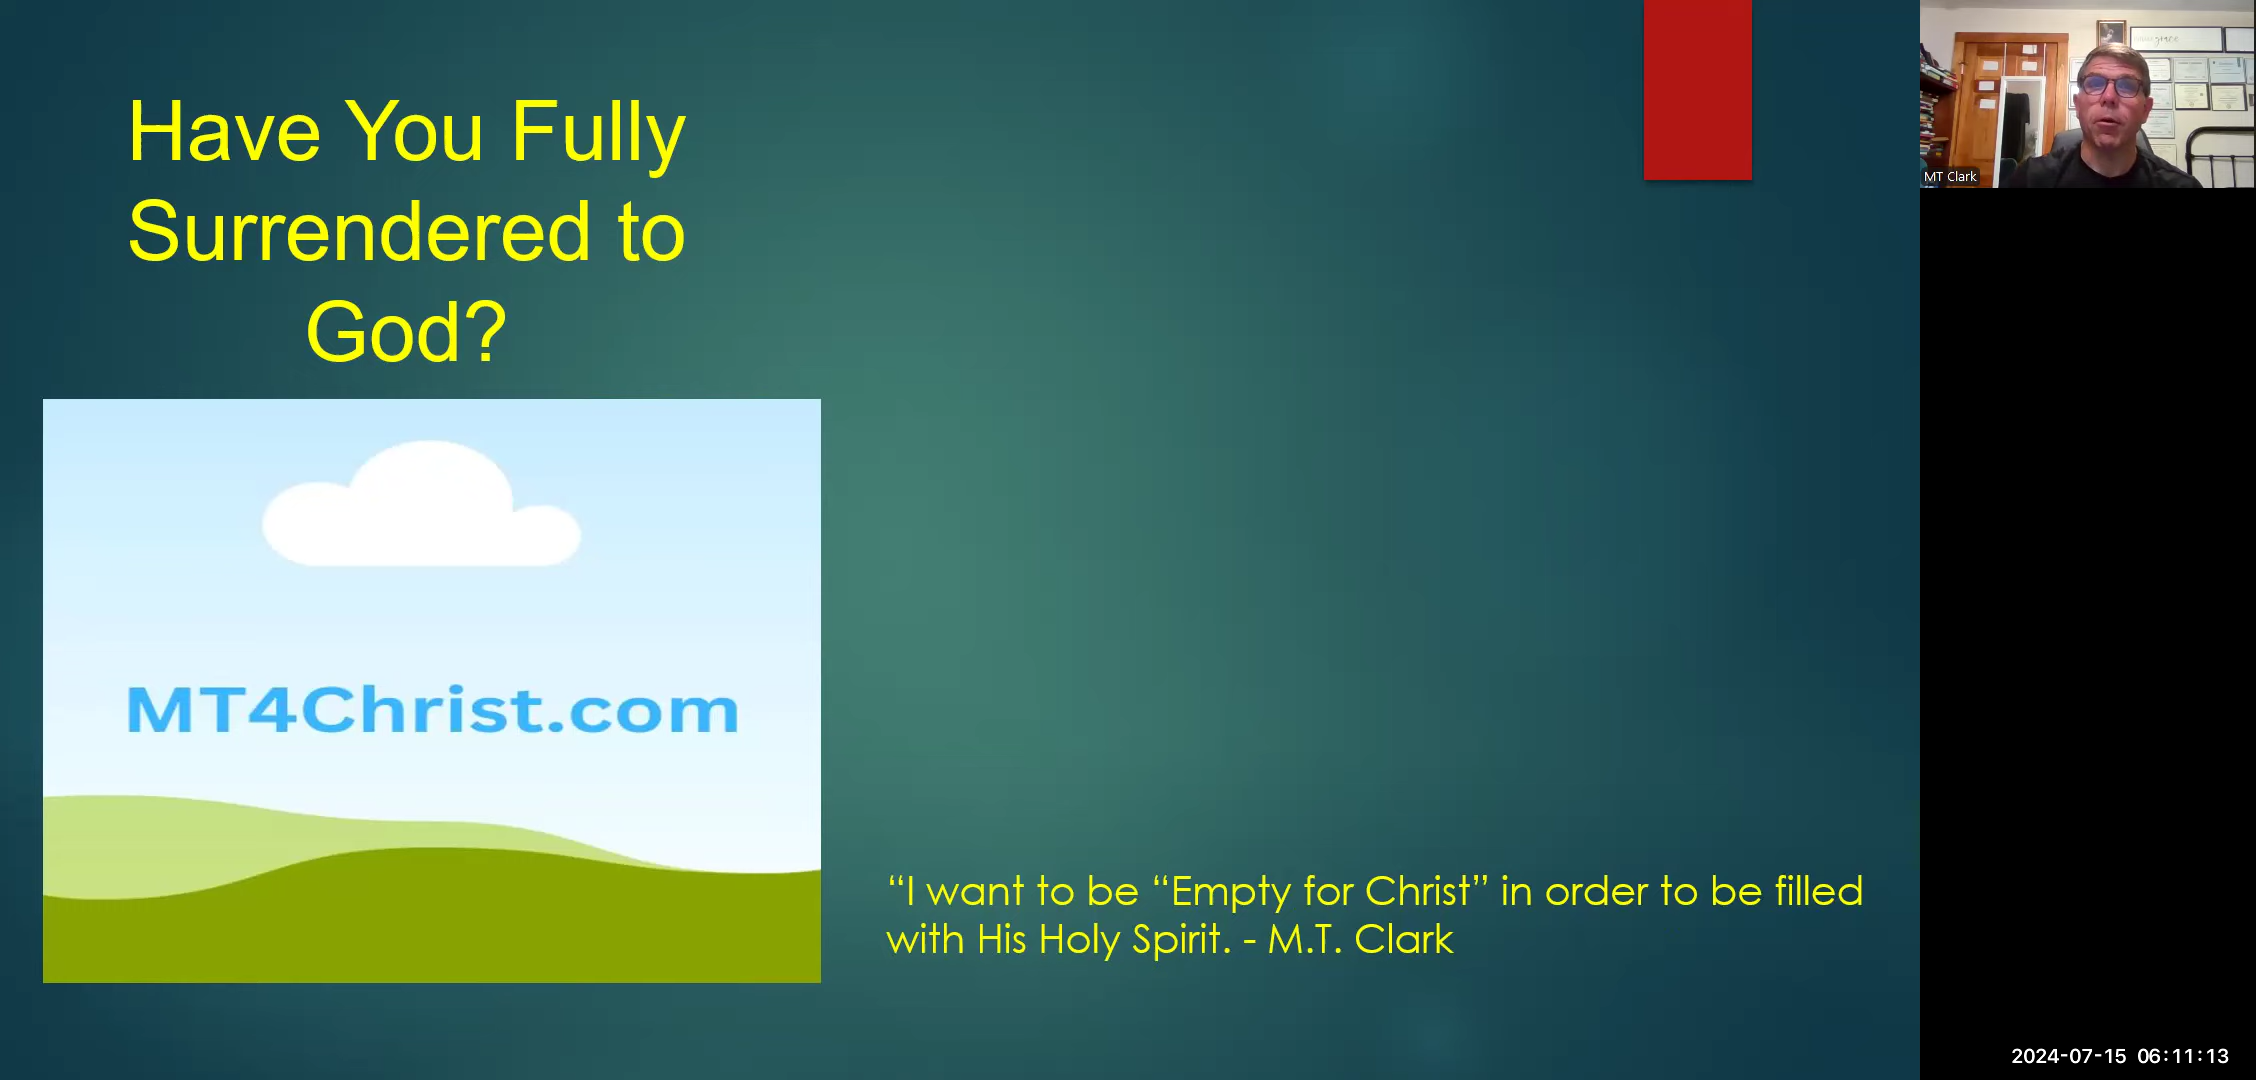 Have You Fully
Surrendered to
God?
MT4Christ.com
“I want to be “Empty for Christ” in order to be filled
with His Holy Spirit. - M.T. Clark
MT Clark
2024-07-15 06:11:13